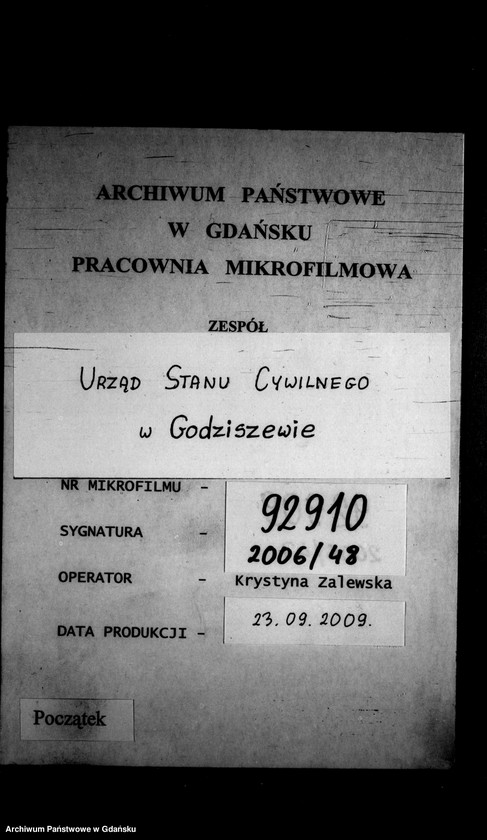 ARCHIWUM PAŃSTWOWE
W GDAŃSKU
PRACOWNIA MIKROFILMOWA
ZESPÓŁ
URZĄD STANU CYWILNEGO
w Godziszewie
NR MIKROFILMU - 92910
SYGNATURA - 2006/48
OPERATOR - Krystyna Zalewska
DATA PRODUKCJI - 23.09.2009.
Początek
Archiwum Państwowe w Gdańsku